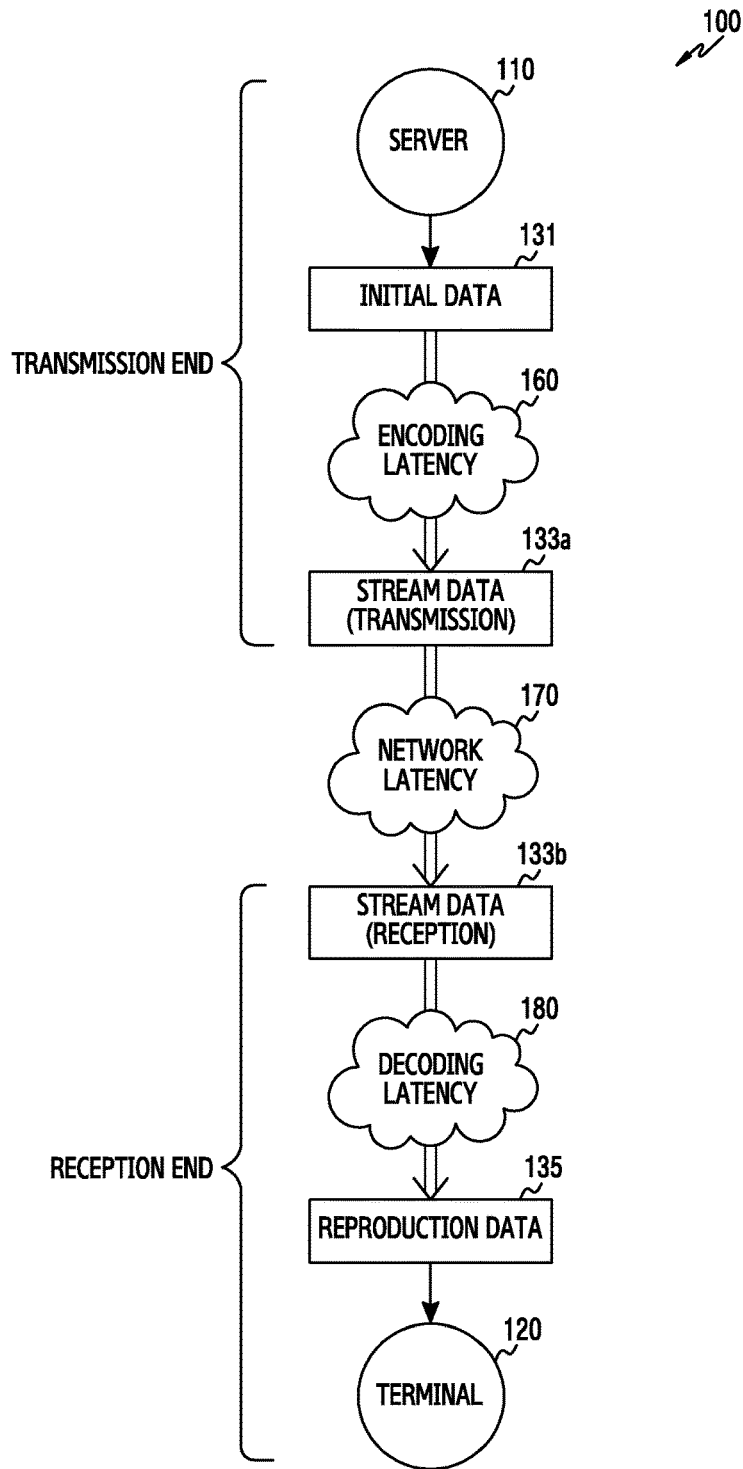 100
110
SERVER
131
INITIAL DATA
TRANSMISSION END
160
ENCODING
LATENCY
133a
STREAM DATA
(TRANSMISSION)
170
NETWORK
LATENCY
133b
STREAM DATA
(RECEPTION)
180
DECODING
LATENCY
RECEPTION END
135
REPRODUCTION DATA
120
TERMINAL